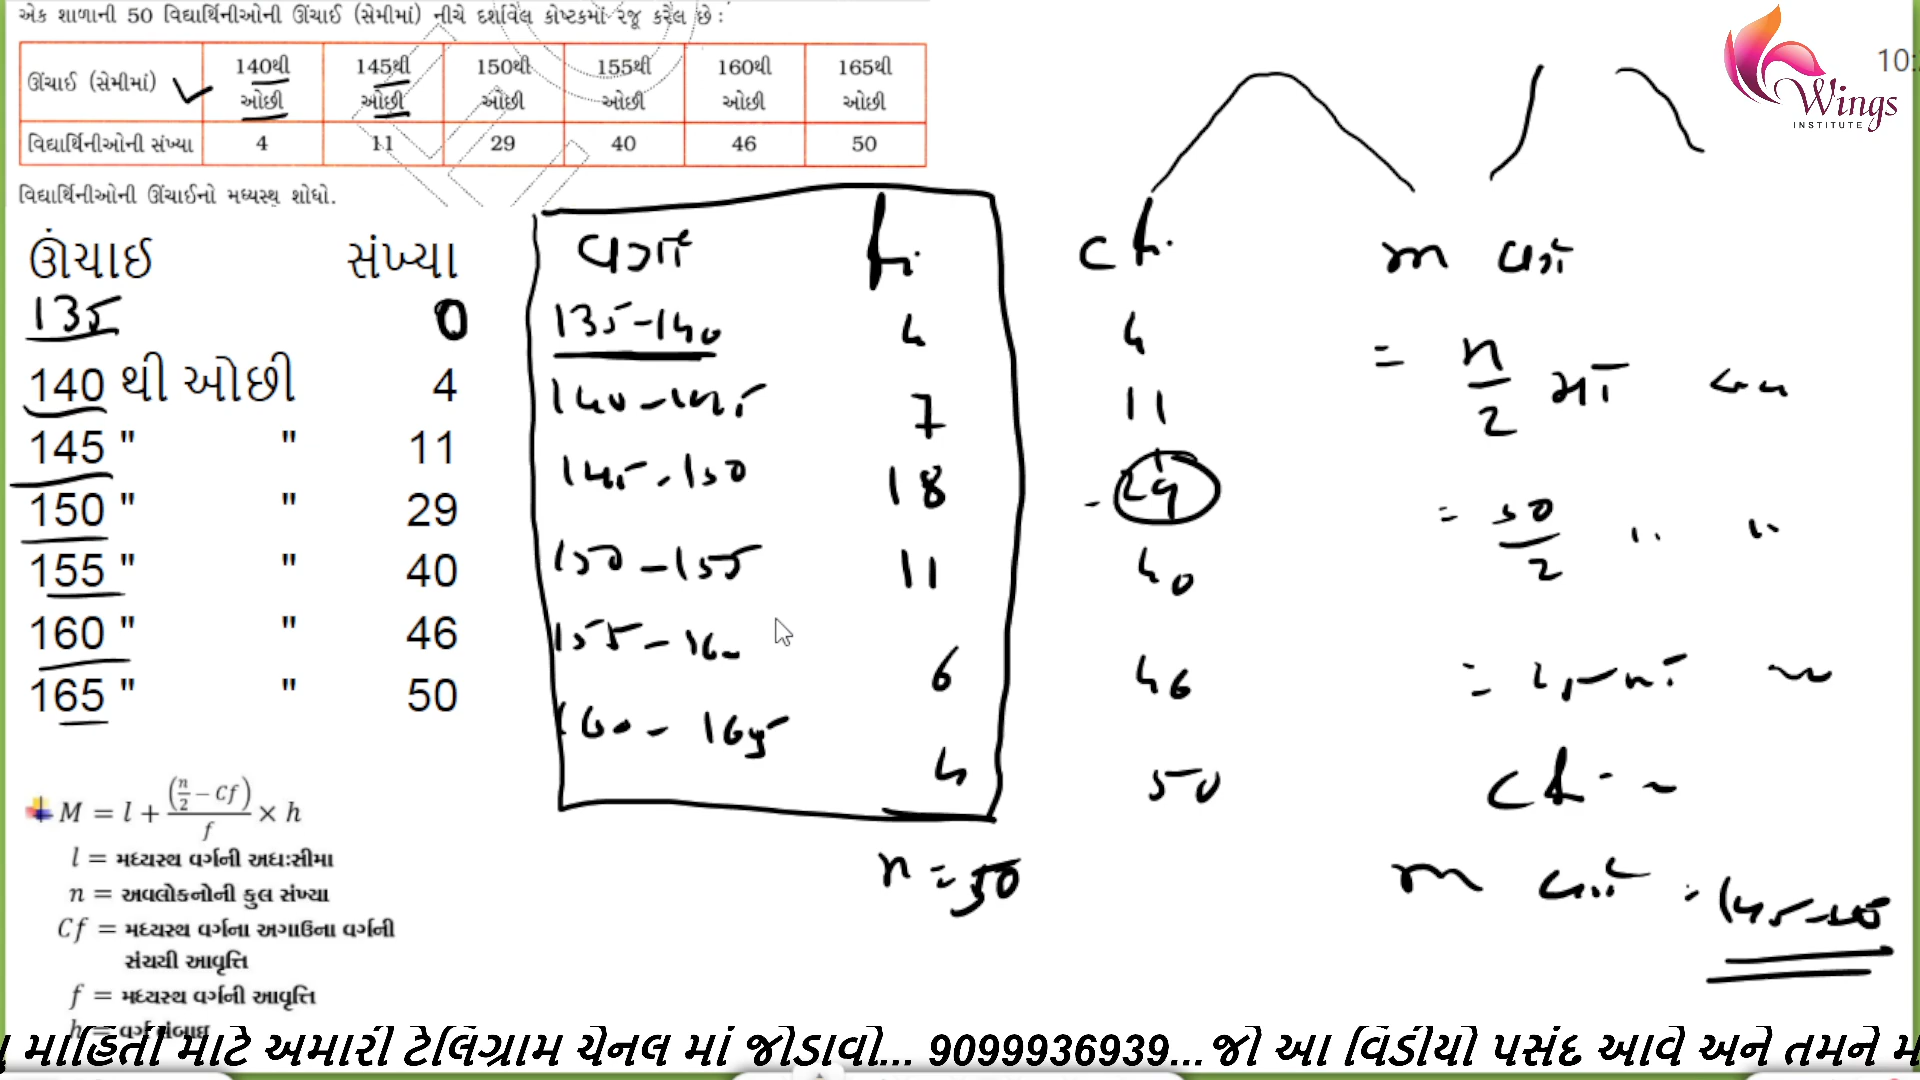 એક શાળાની 50 વિદ્યાર્થિનીઓની ઊંચાઈ (સેમીમાં) નીચે દર્શાવેલ કોષ્ટકમાં રજૂ કરેલ છે :
ઊંચાઈ (સેમીમાં) 140થી ઓછી 145થી ઓછી 150થી ઓછી 155થી ઓછી 160થી ઓછી 165થી ઓછી
વિદ્યાર્થિનીઓની સંખ્યા 4 11 29 40 46 50
વિદ્યાર્થિનીઓની ઊંચાઈનો મધ્યસ્થ શોધો.
Wings
INSTITUTE
10:
ઊંચાઈ સંખ્યા
135 0
140 થી ઓછી 4
145 " " 11
150 " " 29
155 " " 40
160 " " 46
165 " " 50
વર્ગ f cf
135-140 4 4
140-145 7 11
145-150 18 29
150-155 11 40
155-160 6 46
160-165 4 50
n = 50
m વર્ગ
= n/2 માં
= 50/2 " "
cf
m વર્ગ = 145-150
M = l + (n/2 − Cf)/f × h
l = મધ્યસ્થ વર્ગની અધઃસીમા
n = અવલોકનોની કુલ સંખ્યા
Cf = મધ્યસ્થ વર્ગના અગાઉના વર્ગની
સંચયી આવૃત્તિ
f = મધ્યસ્થ વર્ગની આવૃત્તિ
h = વર્ગલંબાઈ
માહિતી માટે અમારી ટેલિગ્રામ ચેનલ માં જોડાવો... 9099936939...જો આ વિડીયો પસંદ આવે અને તમને